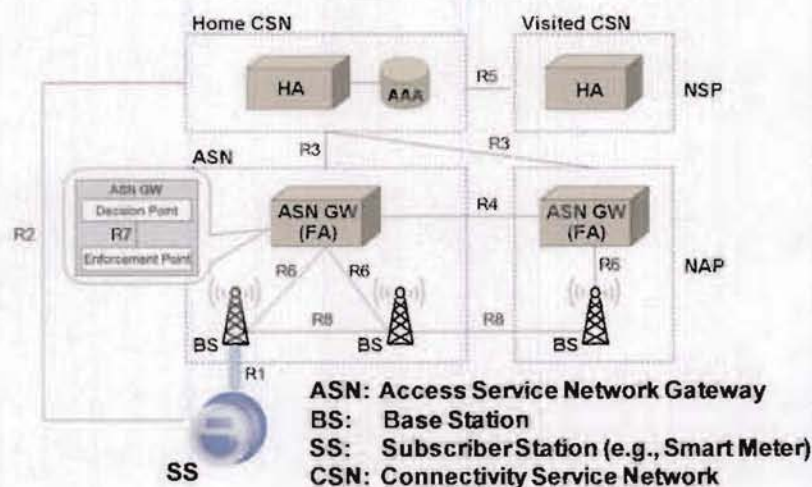 Home CSN
Visited CSN
HA
AAA
R5
HA
NSP
R3
R3
ASN
ASN GW
Decision Point
R7
Enforcement Point
R2
ASN GW
(FA)
R4
ASN GW
(FA)
R6
R6
R6
NAP
R8
R8
BS
BS
BS
R1
SS
ASN: Access Service Network Gateway
BS: Base Station
SS: Subscriber Station (e.g., Smart Meter)
CSN: Connectivity Service Network